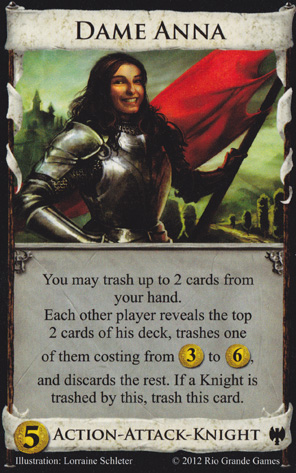 DAME ANNA
You may trash up to 2 cards from
your hand.
Each other player reveals the top
2 cards of his deck, trashes one
of them costing from 3 to 6,
and discards the rest. If a Knight is
trashed by this, trash this card.
5 ACTION-ATTACK-KNIGHT
Illustration: Lorraine Schleter © 2012 Rio Grande Games